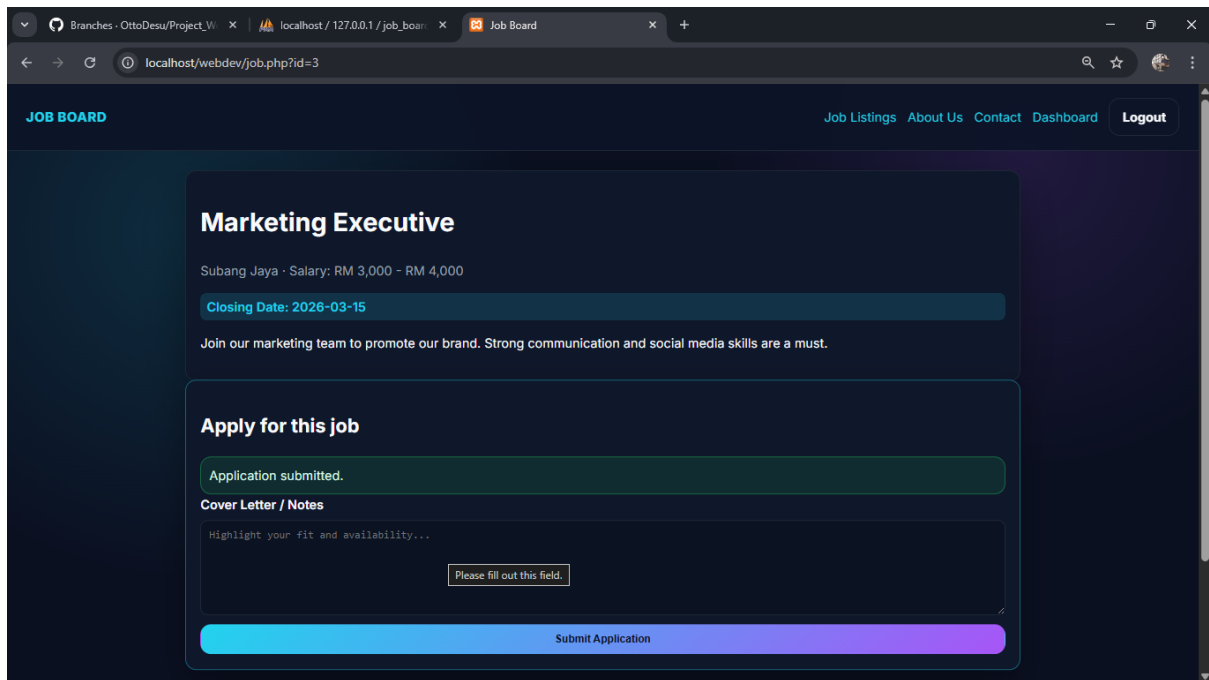 Branches · OttoDesu/Project_W
localhost / 127.0.0.1 / job_boar
Job Board
localhost/webdev/job.php?id=3
JOB BOARD
Job Listings About Us Contact Dashboard Logout
Marketing Executive
Subang Jaya · Salary: RM 3,000 - RM 4,000
Closing Date: 2026-03-15
Join our marketing team to promote our brand. Strong communication and social media skills are a must.
Apply for this job
Application submitted.
Cover Letter / Notes
Highlight your fit and availability...
Please fill out this field.
Submit Application